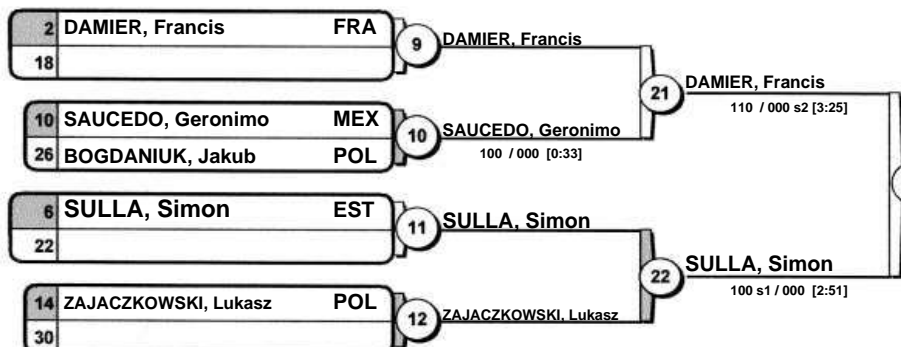 2 DAMIER, Francis FRA
18
9
DAMIER, Francis
10 SAUCEDO, Geronimo MEX
26 BOGDANIUK, Jakub POL
10
SAUCEDO, Geronimo
100 / 000 [0:33]
21
DAMIER, Francis
110 / 000 s2 [3:25]
6 SULLA, Simon EST
22
11
SULLA, Simon
14 ZAJACZKOWSKI, Lukasz POL
30
12
ZAJACZKOWSKI, Lukasz
22
SULLA, Simon
100 s1 / 000 [2:51]